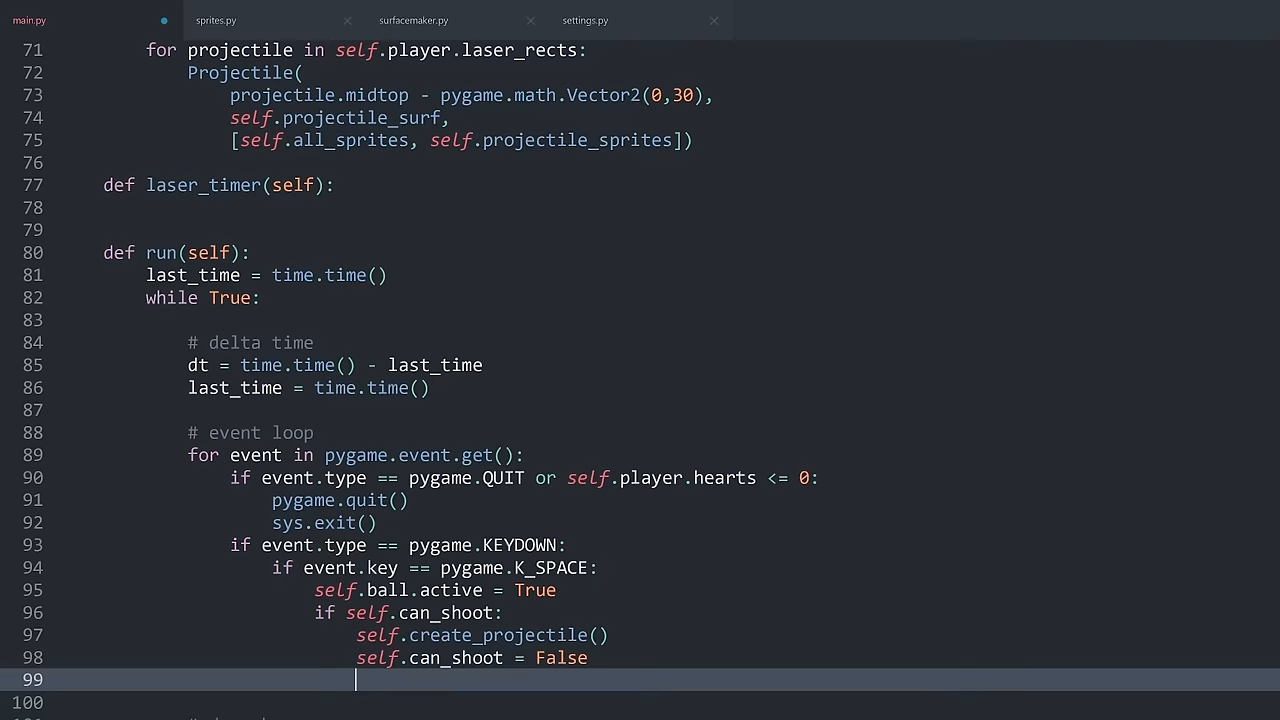 main.py sprites.py surfacemaker.py settings.py
71 for projectile in self.player.laser_rects:
72 Projectile(
73 projectile.midtop - pygame.math.Vector2(0,30),
74 self.projectile_surf,
75 [self.all_sprites, self.projectile_sprites])
76
77 def laser_timer(self):
78
79
80 def run(self):
81 last_time = time.time()
82 while True:
83
84 # delta time
85 dt = time.time() - last_time
86 last_time = time.time()
87
88 # event loop
89 for event in pygame.event.get():
90 if event.type == pygame.QUIT or self.player.hearts <= 0:
91 pygame.quit()
92 sys.exit()
93 if event.type == pygame.KEYDOWN:
94 if event.key == pygame.K_SPACE:
95 self.ball.active = True
96 if self.can_shoot:
97 self.create_projectile()
98 self.can_shoot = False
99
100